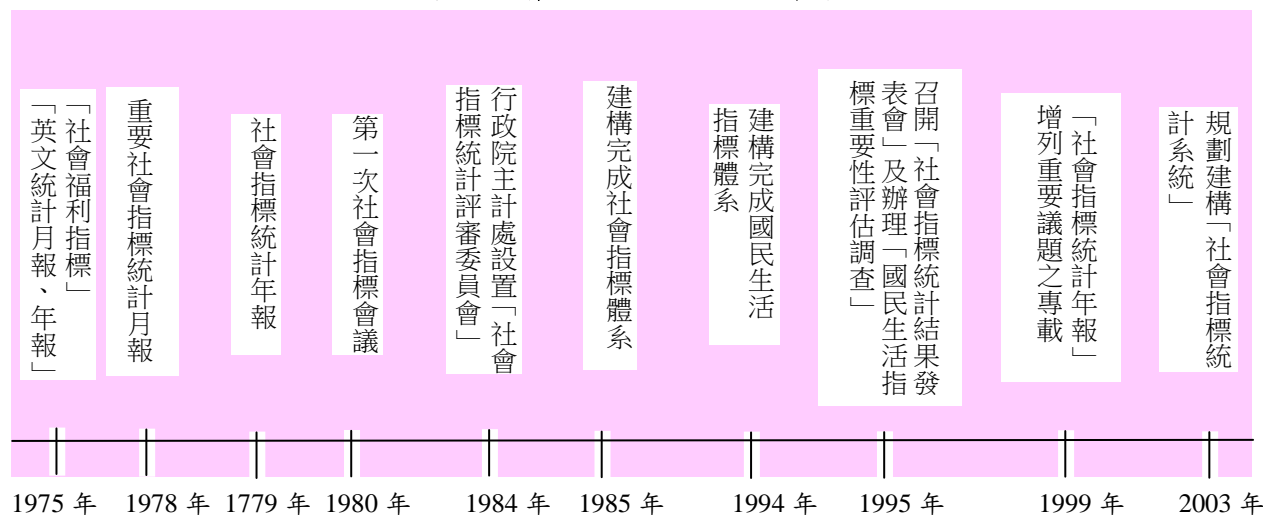 「社會福利指標」
「英文統計月報、年報」
重要社會指標統計月報
社會指標統計年報
第一次社會指標會議
行政院主計處設置「社會
指標統計評審委員會」
建構完成社會指標體系
建構完成國民生活
指標體系
召開「社會指標統計結果發
表會」及辦理「國民生活指
標重要性評估調查」
「社會指標統計年報」
增列重要議題之專載
規劃建構「社會指標統
計系統」
1975 年
1978 年
1779 年
1980 年
1984 年
1985 年
1994 年
1995 年
1999 年
2003 年